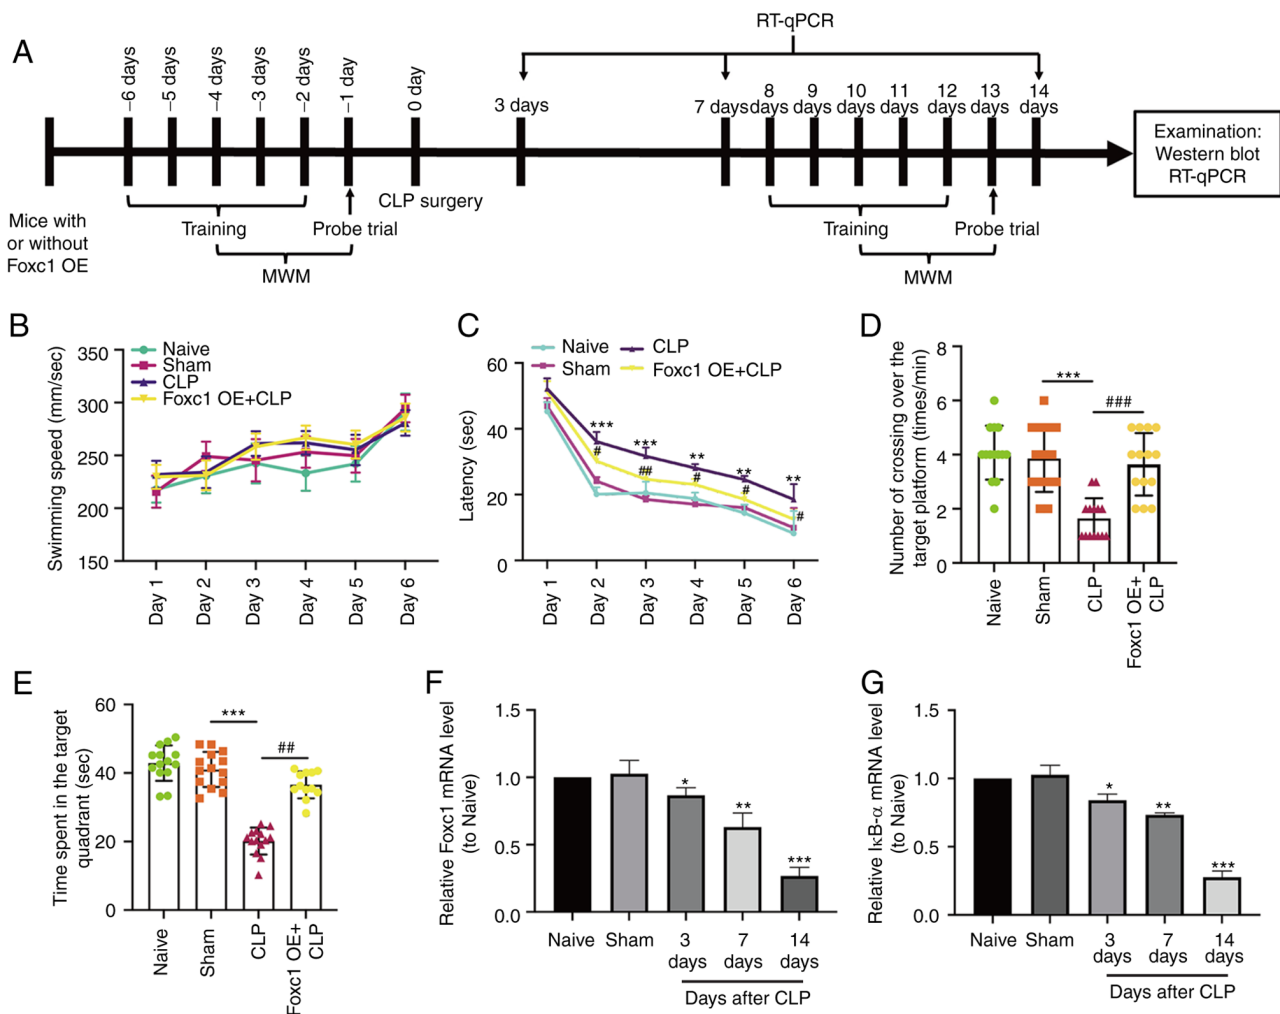 RT-qPCR
A
−6 days
−5 days
−4 days
−3 days
−2 days
−1 day
0 day
3 days
7 days
8 days
9 days
10 days
11 days
12 days
13 days
14 days
Examination:
Western blot
RT-qPCR
CLP surgery
Mice with
or without
Foxc1 OE
Training
Probe trial
MWM
Training
Probe trial
MWM
B
Swimming speed (mm/sec)
350
300
250
200
150
Naive
Sham
CLP
Foxc1 OE+CLP
Day 1
Day 2
Day 3
Day 4
Day 5
Day 6
C
Latency (sec)
60
40
20
0
Naive
Sham
CLP
Foxc1 OE+CLP
***
#
***
##
**
#
**
#
**
#
Day 1
Day 2
Day 3
Day 4
Day 5
Day 6
D
Number of crossing over the
target platform (times/min)
8
6
4
2
0
***
###
Naive
Sham
CLP
Foxc1 OE+
CLP
E
Time spent in the target
quadrant (sec)
60
40
20
0
***
##
Naive
Sham
CLP
Foxc1 OE+
CLP
F
Relative Foxc1 mRNA level
(to Naive)
1.5
1.0
0.5
0.0
*
**
***
Naive
Sham
3
days
7
days
14
days
Days after CLP
G
Relative IκB-α mRNA level
(to Naive)
1.5
1.0
0.5
0.0
*
**
***
Naive
Sham
3
days
7
days
14
days
Days after CLP